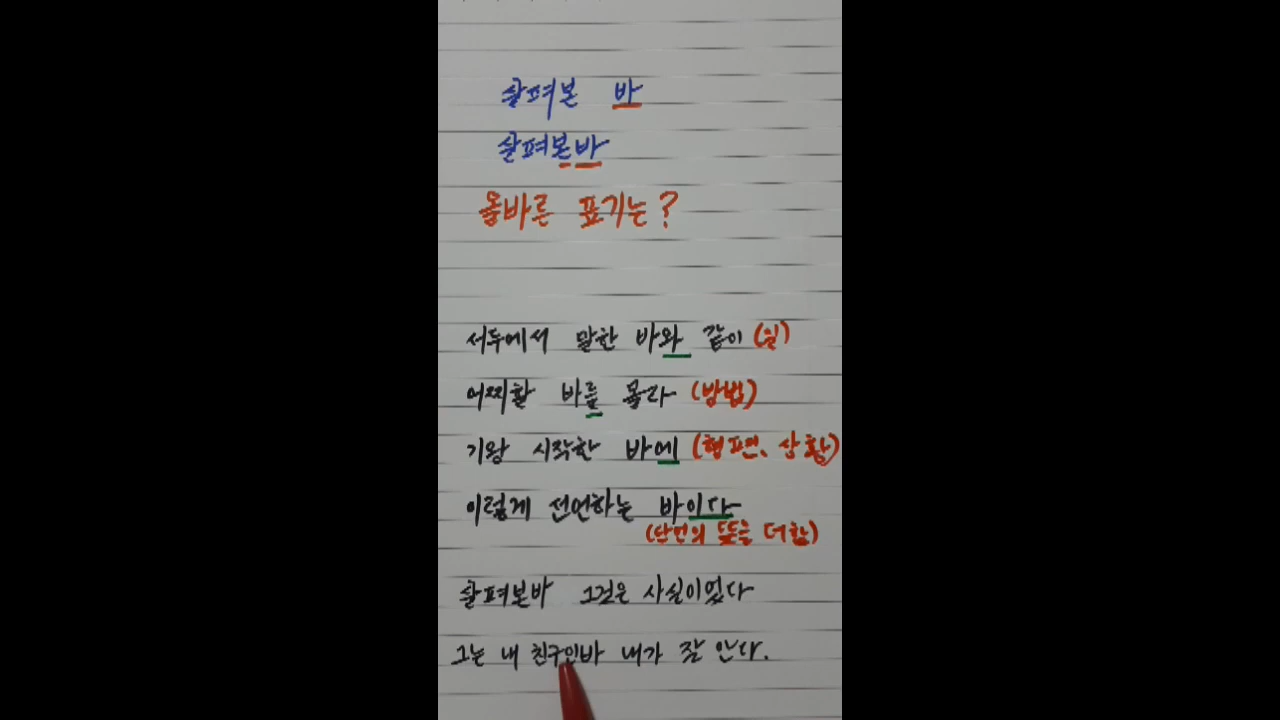 살펴본 바
살펴본바
올바른 표기는?
서두에서 말한 바와 같이 (일)
어찌할 바를 몰라 (방법)
기왕 시작한 바에 (형편, 상황)
이렇게 선언하는 바이다
(단언의 뜻을 더함)
살펴본바 그것은 사실이었다
그는 내 친구인바 내가 잘 안다.